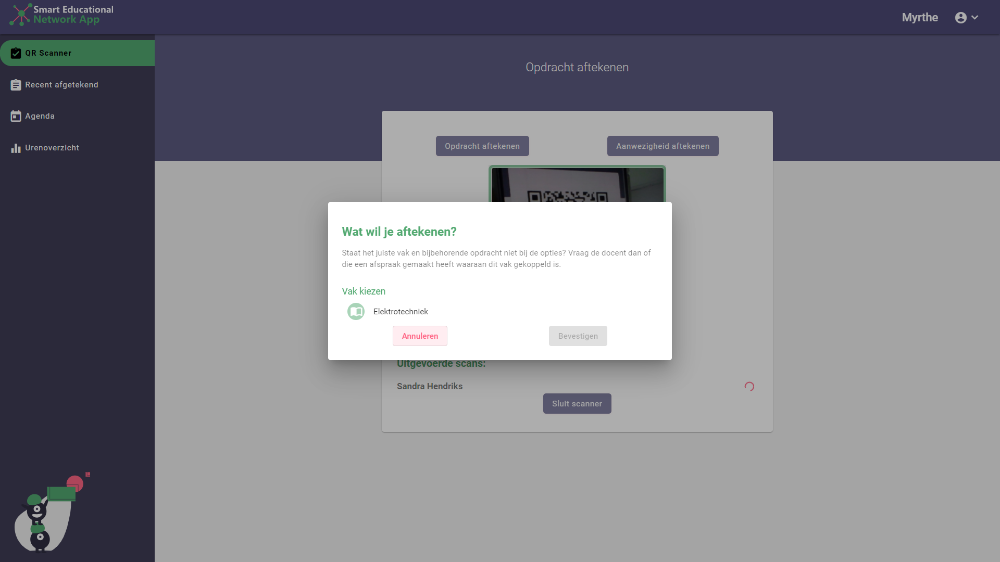 Smart Educational
Network App
Myrthe
QR Scanner
Recent afgetekend
Agenda
Urenoverzicht
Opdracht aftekenen
Opdracht aftekenen
Aanwezigheid aftekenen
Wat wil je aftekenen?
Staat het juiste vak en bijbehorende opdracht niet bij de opties? Vraag de docent dan of
die een afspraak gemaakt heeft waaraan dit vak gekoppeld is.
Vak kiezen
Elektrotechniek
Annuleren
Bevestigen
Uitgevoerde scans:
Sandra Hendriks
Sluit scanner